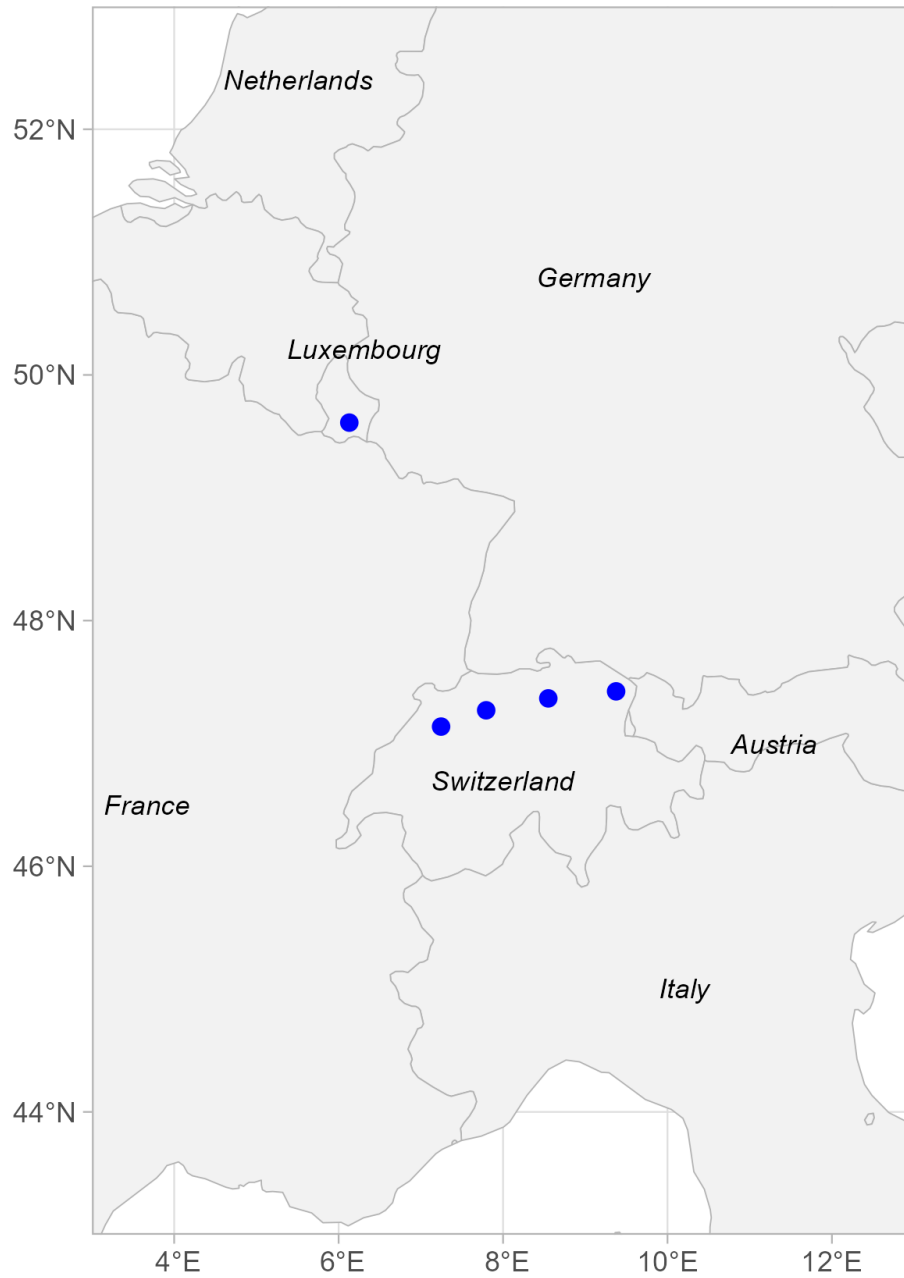 Netherlands
52°N
Germany
Luxembourg
50°N
48°N
Austria
Switzerland
France
46°N
Italy
44°N
4°E 6°E 8°E 10°E 12°E